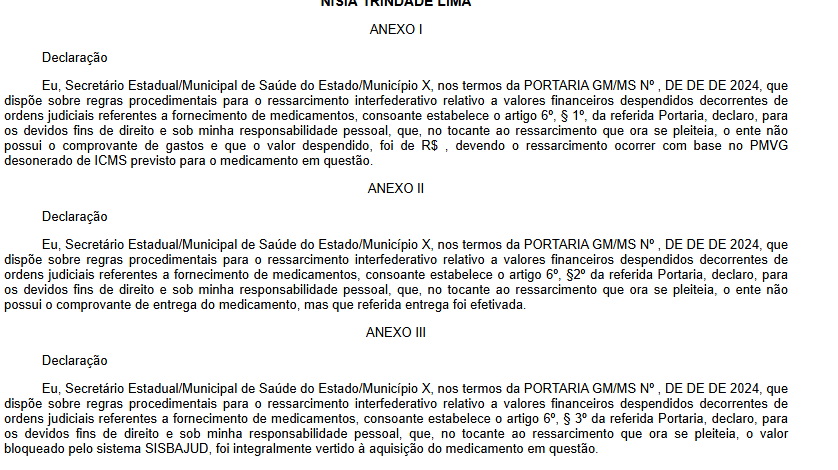 NÍSIA TRINDADE LIMA
ANEXO I
Declaração
Eu, Secretário Estadual/Municipal de Saúde do Estado/Município X, nos termos da PORTARIA GM/MS Nº , DE DE DE 2024, que
dispõe sobre regras procedimentais para o ressarcimento interfederativo relativo a valores financeiros despendidos decorrentes de
ordens judiciais referentes a fornecimento de medicamentos, consoante estabelece o artigo 6º, § 1º, da referida Portaria, declaro, para
os devidos fins de direito e sob minha responsabilidade pessoal, que, no tocante ao ressarcimento que ora se pleiteia, o ente não
possui o comprovante de gastos e que o valor despendido, foi de R$ , devendo o ressarcimento ocorrer com base no PMVG
desonerado de ICMS previsto para o medicamento em questão.
ANEXO II
Declaração
Eu, Secretário Estadual/Municipal de Saúde do Estado/Município X, nos termos da PORTARIA GM/MS Nº , DE DE DE 2024, que
dispõe sobre regras procedimentais para o ressarcimento interfederativo relativo a valores financeiros despendidos decorrentes de
ordens judiciais referentes a fornecimento de medicamentos, consoante estabelece o artigo 6º, §2º da referida Portaria, declaro, para
os devidos fins de direito e sob minha responsabilidade pessoal, que, no tocante ao ressarcimento que ora se pleiteia, o ente não
possui o comprovante de entrega do medicamento, mas que referida entrega foi efetivada.
ANEXO III
Declaração
Eu, Secretário Estadual/Municipal de Saúde do Estado/Município X, nos termos da PORTARIA GM/MS Nº , DE DE DE 2024, que
dispõe sobre regras procedimentais para o ressarcimento interfederativo relativo a valores financeiros despendidos decorrentes de
ordens judiciais referentes a fornecimento de medicamentos, consoante estabelece o artigo 6º, § 3º da referida Portaria, declaro, para
os devidos fins de direito e sob minha responsabilidade pessoal, que, no tocante ao ressarcimento que ora se pleiteia, o valor
bloqueado pelo sistema SISBAJUD, foi integralmente vertido à aquisição do medicamento em questão.